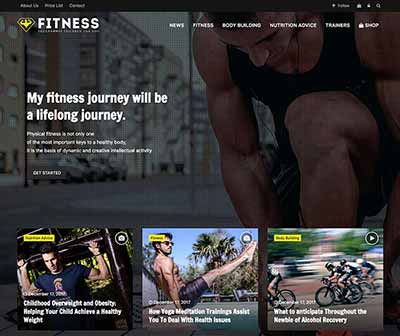 About Us Price List Contact
Follow
FITNESS
NEWS FITNESS BODY BUILDING NUTRITION ADVICE TRAINERS SHOP
My fitness journey will be
a lifelong journey.
Physical fitness is not only one
of the most important keys to a healthy body,
it is the basis of dynamic and creative intellectual activity
GET STARTED
Nutrition Advice
December 17, 2017
Childhood Overweight and Obesity:
Helping Your Child Achieve a Healthy
Weight
Fitness
December 17, 2017
How Yoga Meditation Trainings Assist
You To Deal With Health Issues
Body Building
December 17, 2017
What to anticipate Throughout the
Newlie of Alcohol Recovery